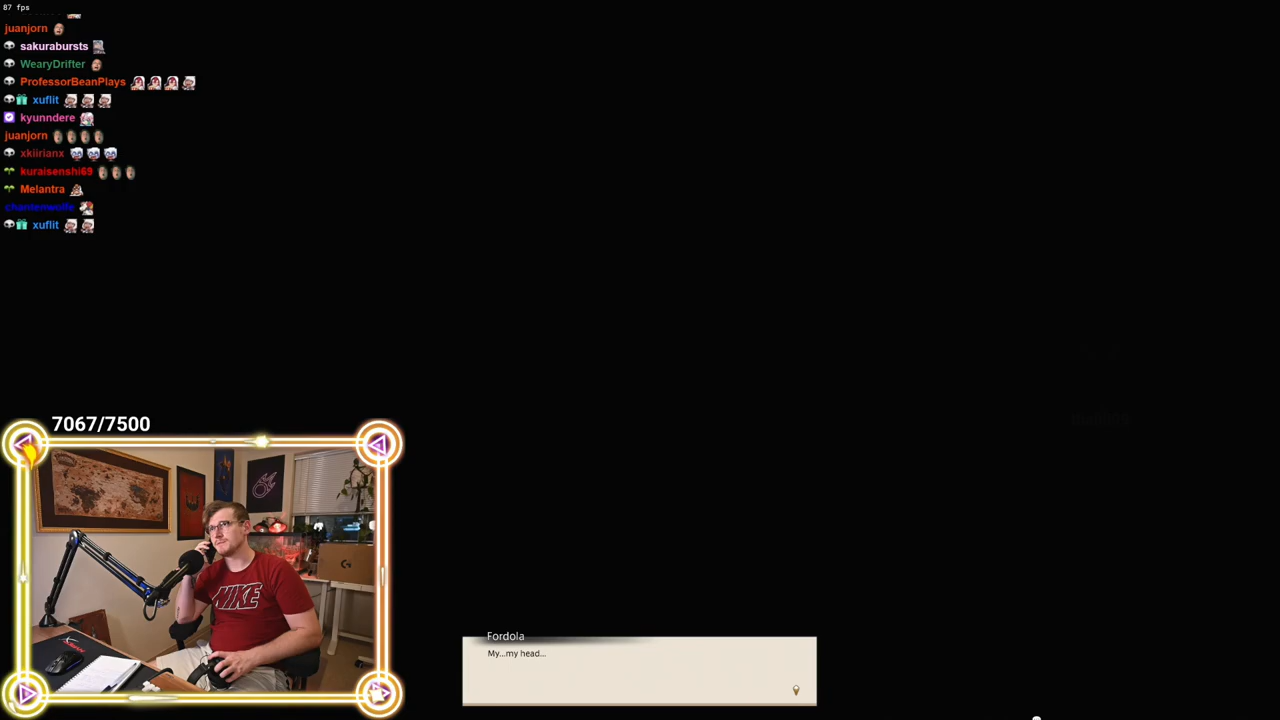 87 fps
juanjorn
sakurabursts
WearyDrifter
ProfessorBeanPlays
xuflit
kyunndere
juanjorn
xkiirianx
kuraisenshi69
Melantra
xuflit
7067/7500
NIKE
G
Fordola
My...my head...